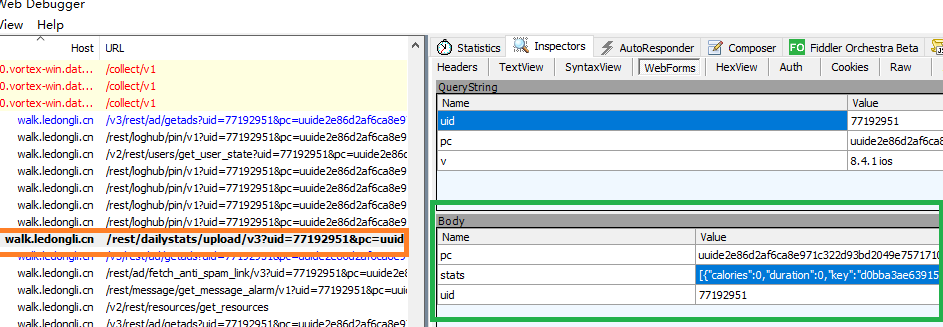 Web Debugger
View Help
Host URL
0.vortex-win.dat... /collect/v1
0.vortex-win.dat... /collect/v1
0.vortex-win.dat... /collect/v1
walk.ledongli.cn /v3/rest/ad/getads?uid=77192951&pc=uuide2e86d2af6ca8e97
walk.ledongli.cn /rest/loghub/pin/v1?uid=77192951&pc=uuide2e86d2af6ca8e9
walk.ledongli.cn /v2/rest/users/get_user_state?uid=77192951&pc=uuide2e86d
walk.ledongli.cn /rest/loghub/pin/v1?uid=77192951&pc=uuide2e86d2af6ca8e9
walk.ledongli.cn /rest/loghub/pin/v1?uid=77192951&pc=uuide2e86d2af6ca8e9
walk.ledongli.cn /rest/loghub/pin/v1?uid=77192951&pc=uuide2e86d2af6ca8e9
walk.ledongli.cn /rest/loghub/pin/v1?uid=77192951&pc=uuide2e86d2af6ca8e9
walk.ledongli.cn /rest/dailystats/upload/v3?uid=77192951&pc=uuid
walk.ledongli.cn /v3/rest/ad/getads?uid=77192951&pc=uuide2e86d2af6ca8e97
walk.ledongli.cn /rest/ad/fetch_anti_spam_link/v3?uid=77192951&pc=uuide2e8
walk.ledongli.cn /rest/message/get_message_alarm/v1?uid=77192951&pc=uuid
walk.ledongli.cn /v2/rest/resources/get_resources
walk.ledongli.cn /v3/rest/ad/getads?uid=77192951&pc=uuide2e86d2af6ca8e97
Statistics Inspectors AutoResponder Composer FO Fiddler Orchestra Beta JS
Headers TextView SyntaxView WebForms HexView Auth Cookies Raw
QueryString
Name Value
uid 77192951
pc uuide2e86d2af6ca8e
v 8.4.1 ios
Body
Name Value
pc uuide2e86d2af6ca8e971c322d93bd2049e7571710
stats [{"calories":0,"duration":0,"key":"d0bba3ae63915
uid 77192951